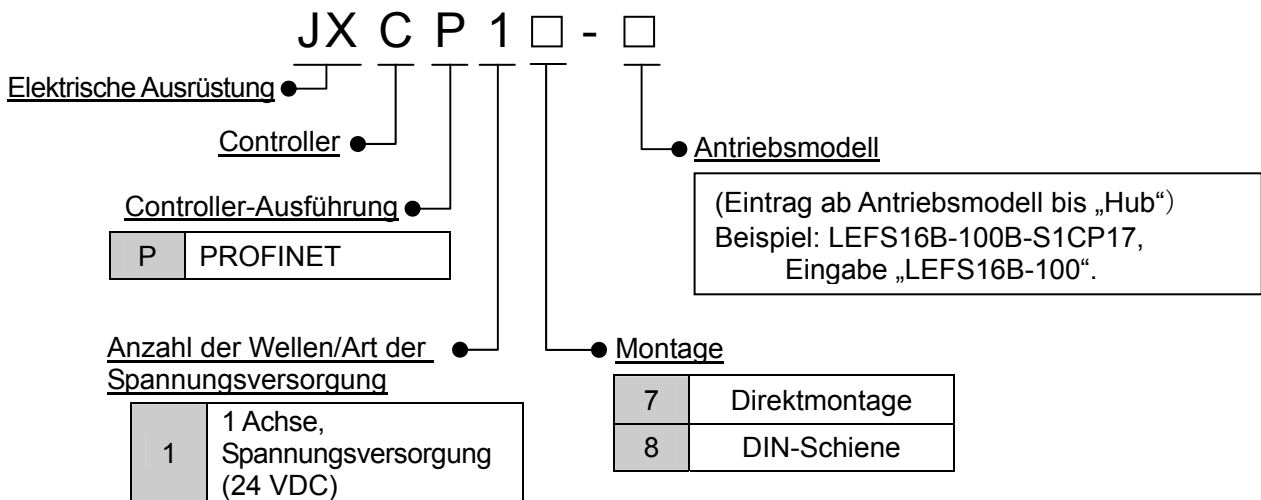 JX C P 1 □ - □
Elektrische Ausrüstung
Controller
Controller-Ausführung
P PROFINET
Anzahl der Wellen/Art der
Spannungsversorgung
1 1 Achse,
Spannungsversorgung
(24 VDC)
Antriebsmodell
(Eintrag ab Antriebsmodell bis „Hub“)
Beispiel: LEFS16B-100B-S1CP17,
Eingabe „LEFS16B-100“.
Montage
7 Direktmontage
8 DIN-Schiene